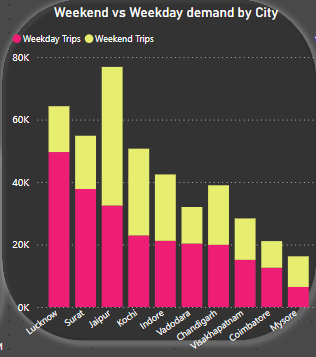 Weekend vs Weekday demand by City
Weekday Trips Weekend Trips
80K
60K
40K
20K
0K
Lucknow
Surat
Jaipur
Kochi
Indore
Vadodara
Chandigarh
Visakhapatnam
Coimbatore
Mysore
M